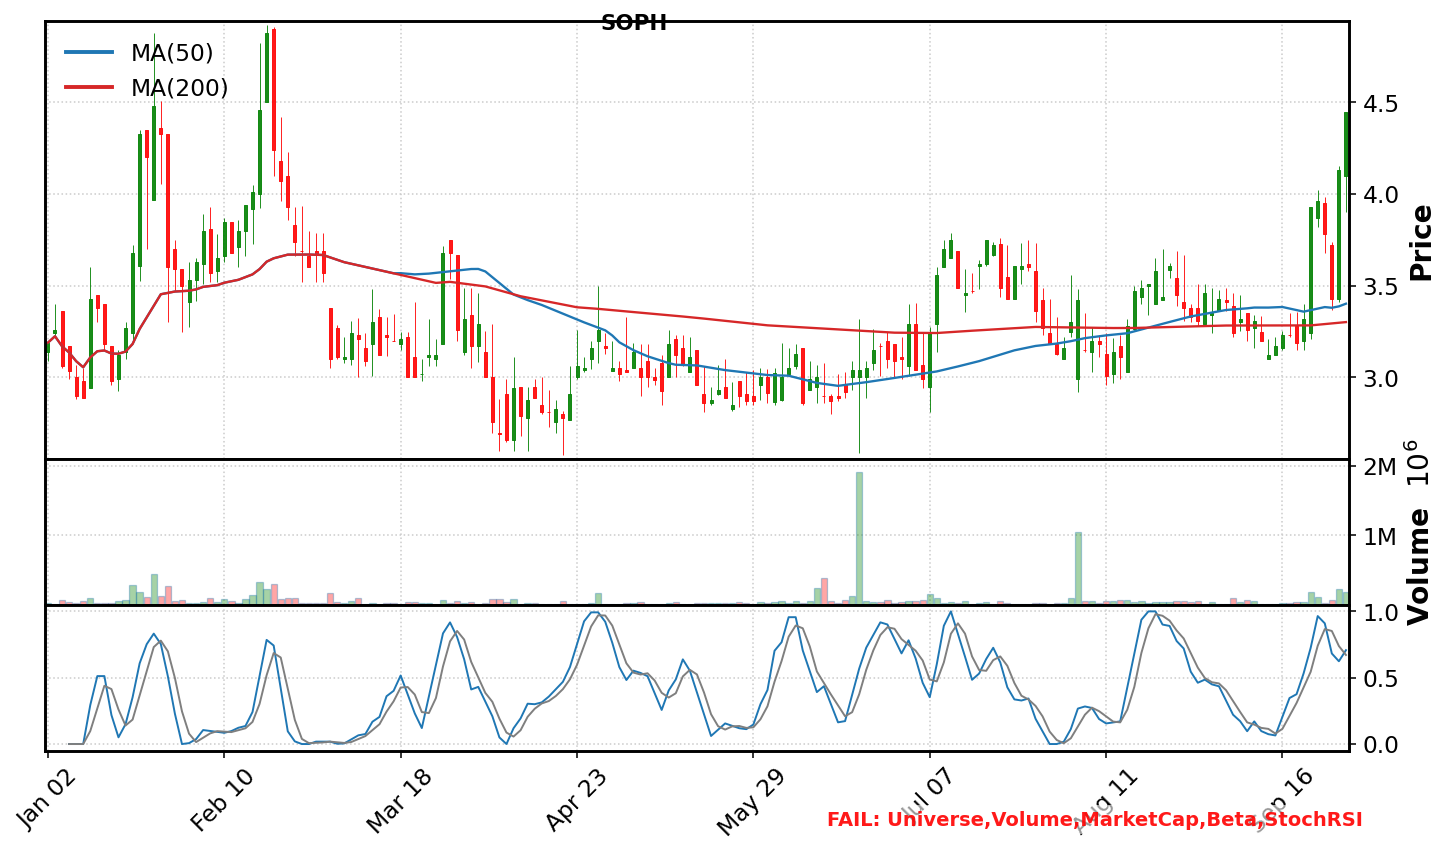 SOPH
MA(50)
MA(200)
4.5
4.0
3.5
3.0
Price
2M
1M
Volume 10^6
1.0
0.5
0.0
Jan 02
Feb 10
Mar 18
Apr 23
May 29
Jul 07
Aug 11
Sep 16
FAIL: Universe,Volume,MarketCap,Beta,StochRSI